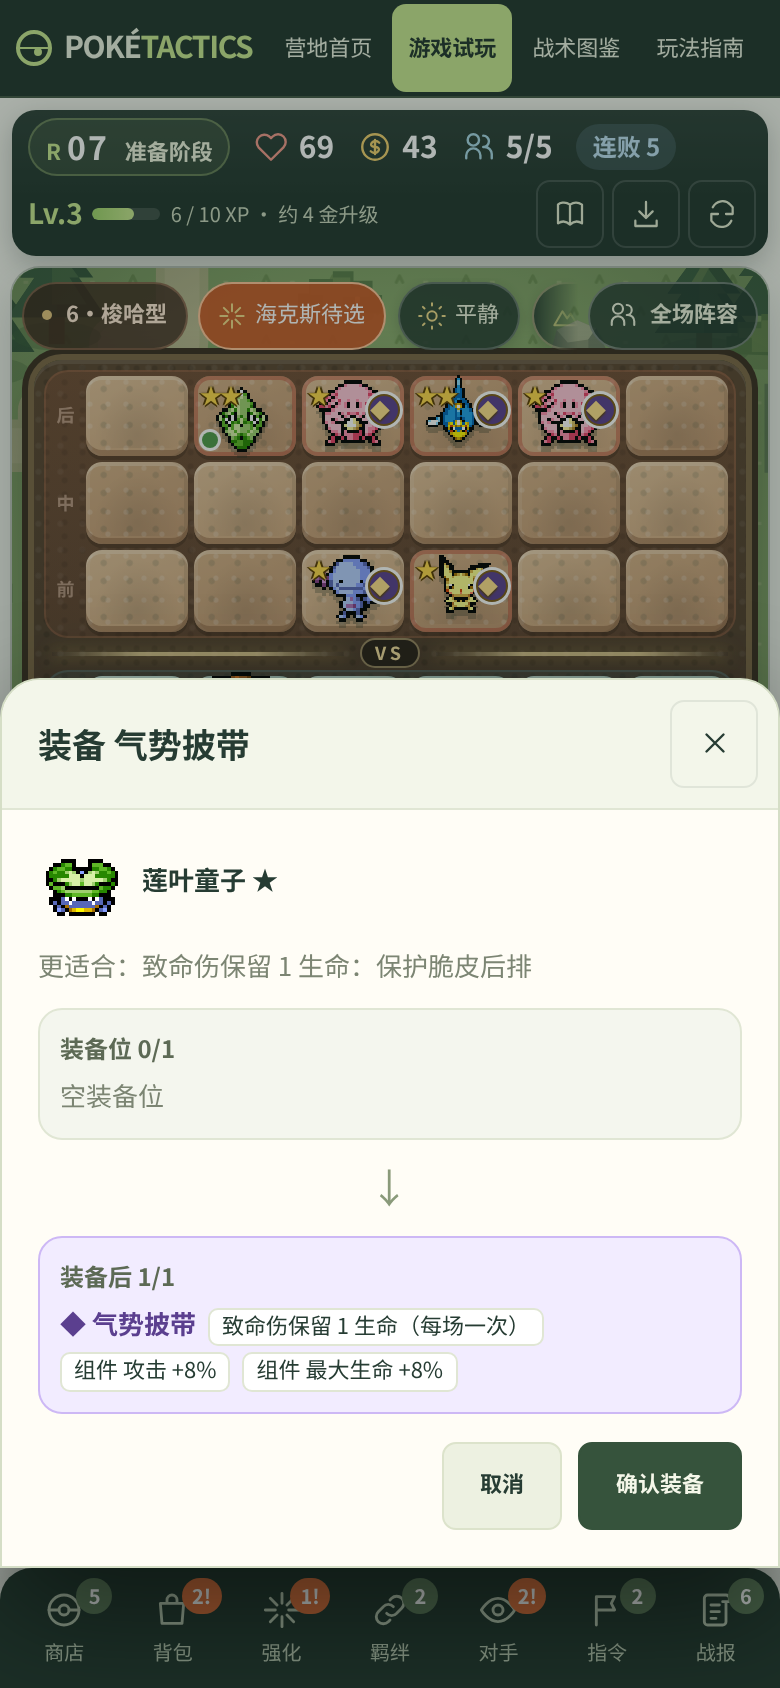 POKÉTACTICS 营地首页 游戏试玩 战术图鉴 玩法指南
R 07 准备阶段 69 43 5/5 连败 5
Lv.3 6 / 10 XP · 约 4 金升级
6 · 梭哈型 海克斯待选 平静 全场阵容
后
中
前
VS
装备 气势披带
莲叶童子 ★
更适合：致命伤保留 1 生命：保护脆皮后排
装备位 0/1
空装备位
↓
装备后 1/1
◆ 气势披带 致命伤保留 1 生命（每场一次）
组件 攻击 +8% 组件 最大生命 +8%
取消 确认装备
5 2! 1! 2 2! 2 6
商店 背包 强化 羁绊 对手 指令 战报